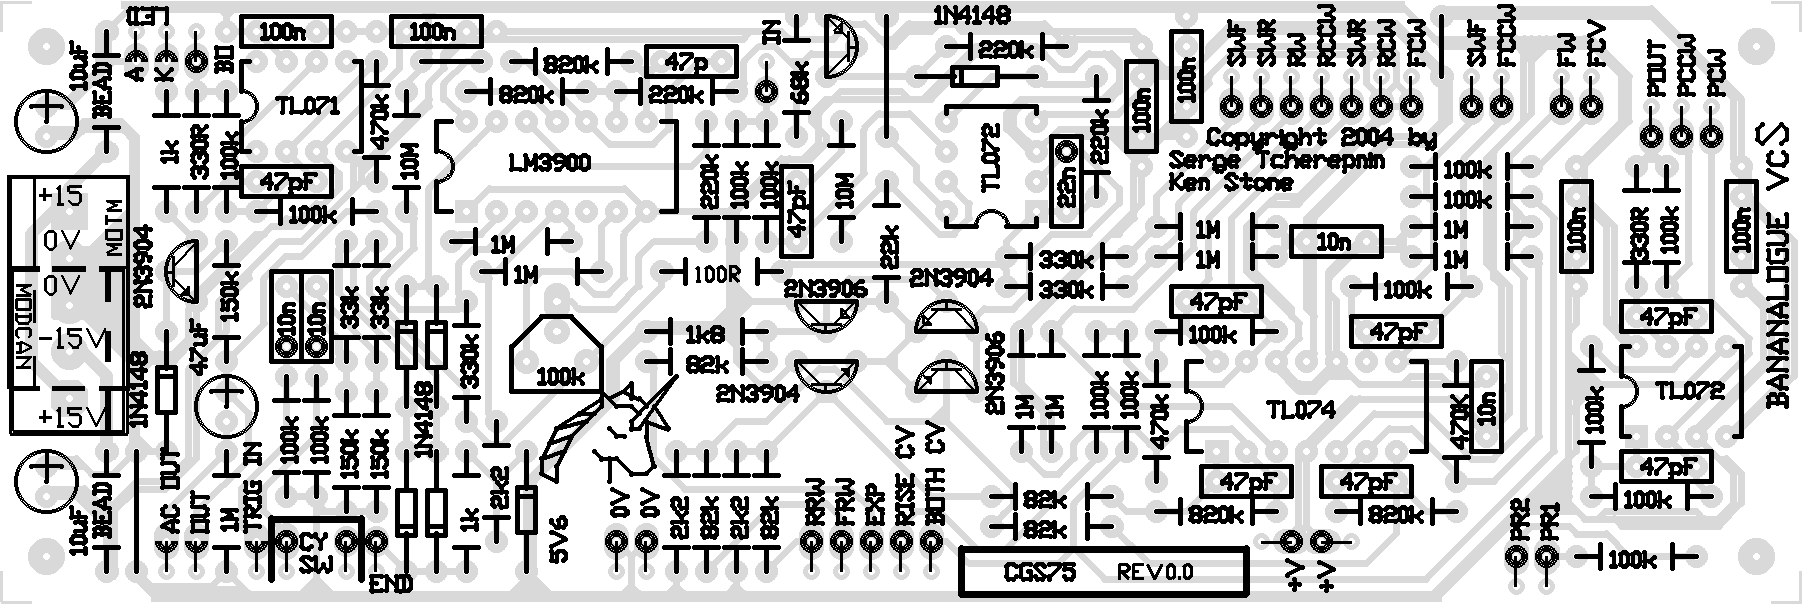 LED
10uF
BEAD
A
K
BI
100n
100n
TL071
470k
1k
330R
100k
47pF
100k
10M
820k
820k
47p
220k
LM3900
IN
68k
220k
100k
100k
47pF
10M
1N4148
220k
TL072
22n
220k
100n
100n
SWF
SWR
RW
RCCW
SWR
RCW
FCW
SWF
FCCW
FW
FCV
POUT
PCCW
PCW
Copyright 2004 by
Serge Tcherepnin
Ken Stone
100k
100k
1M
1M
1M
1M
10n
100k
47pF
47pF
100k
100n
330R
100k
100n
BANANALOGUE VCS
+15
0V
0V
-15V
+15V
MOTM
MODCAN
2N3904
1N4148
47uF
150k
10n
10n
33k
33k
1M
1M
100R
330k
100k
1k8
82k
22k
2N3906
2N3904
2N3904
2N3906
330k
330k
1M
1M
100k
100k
470k
TL074
470K
10n
100k
47pF
TL072
47pF
100k
10uF
BEAD
AC OUT
OUT
1M
TRIG IN
100k
100k
150k
150k
1N4148
CY
SW
END
1k
22k2
5V6
0V
0V
2k2
82k
2k2
82k
RRW
FRW
EXP
RISE CV
BOTH CV
82k
82k
47pF
47pF
820k
820k
CGS75 REV0.0
+V
+V
PR2
PR1
100k